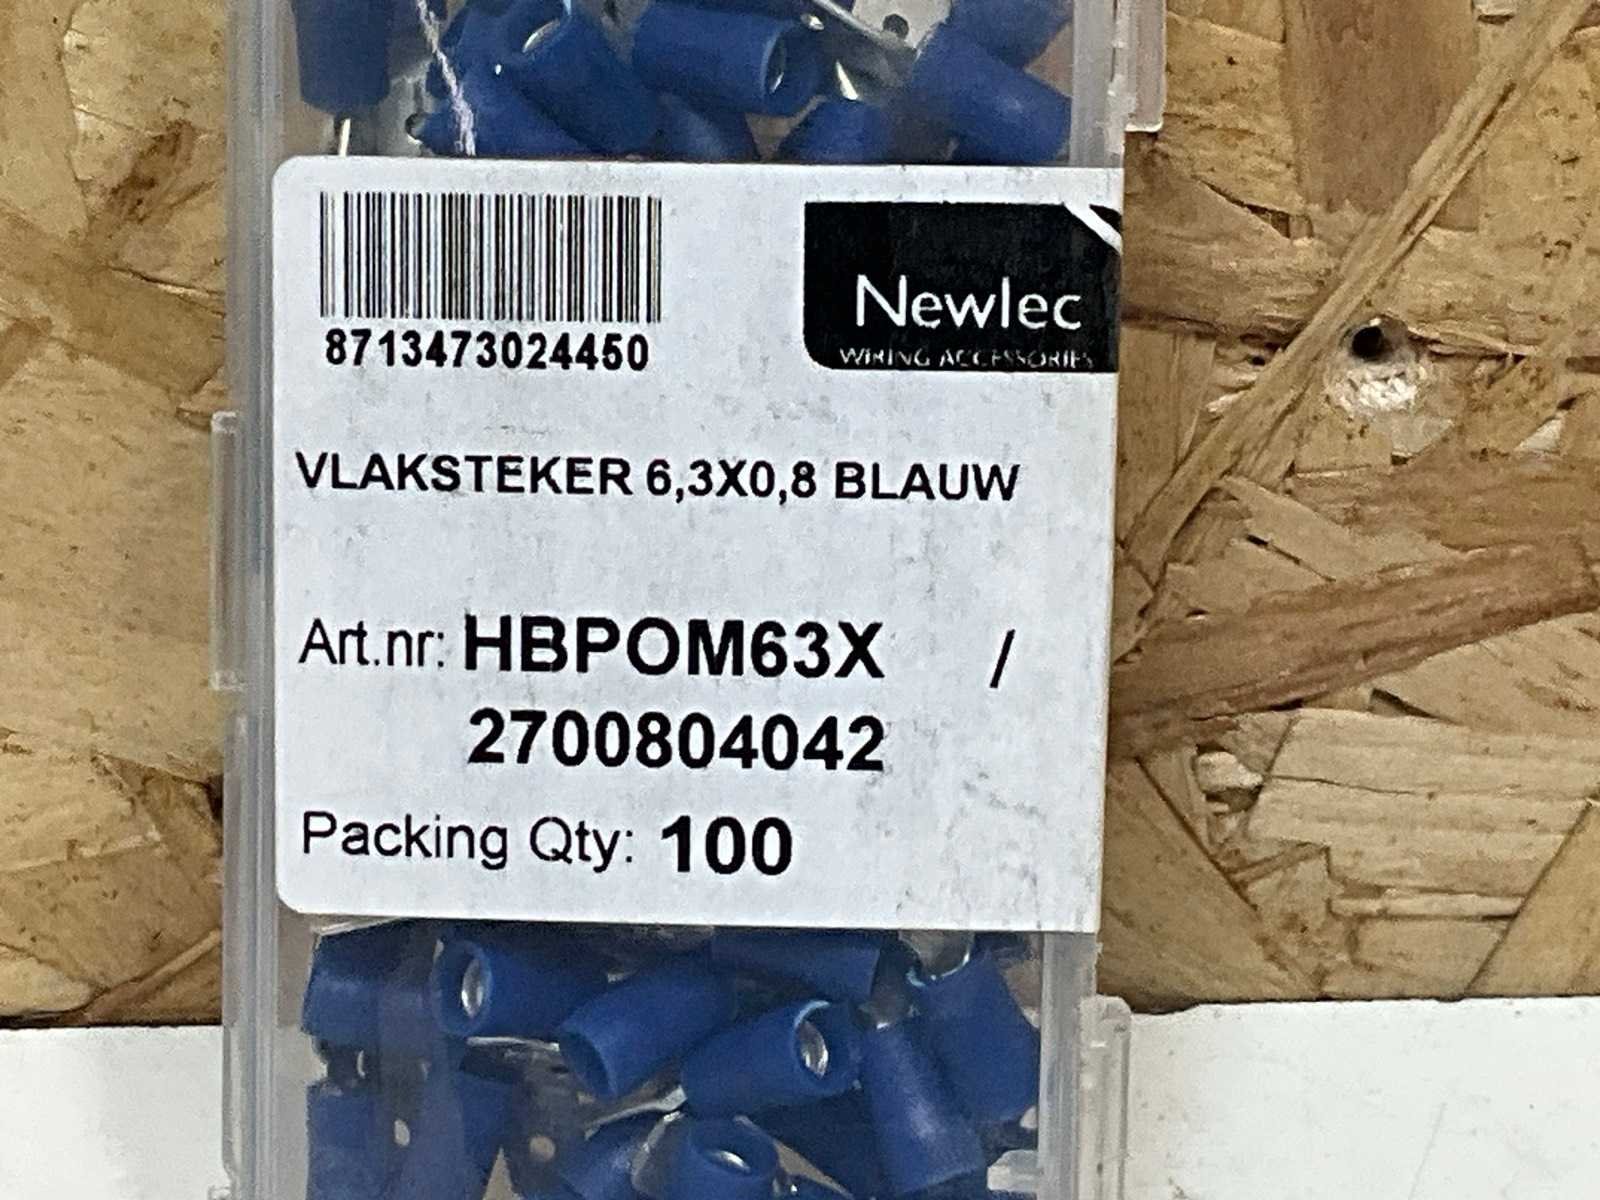 8713473024450
Newlec
WIRING ACCESSORIES
VLAKSTEKER 6,3X0,8 BLAUW
Art.nr: HBPOM63X /
2700804042
Packing Qty: 100